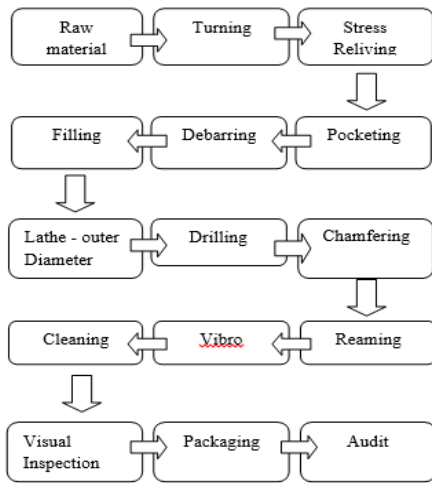 Raw
material
Turning
Stress
Reliving
Filling
Debarring
Pocketing
Lathe - outer
Diameter
Drilling
Chamfering
Cleaning
Vibro
Reaming
Visual
Inspection
Packaging
Audit